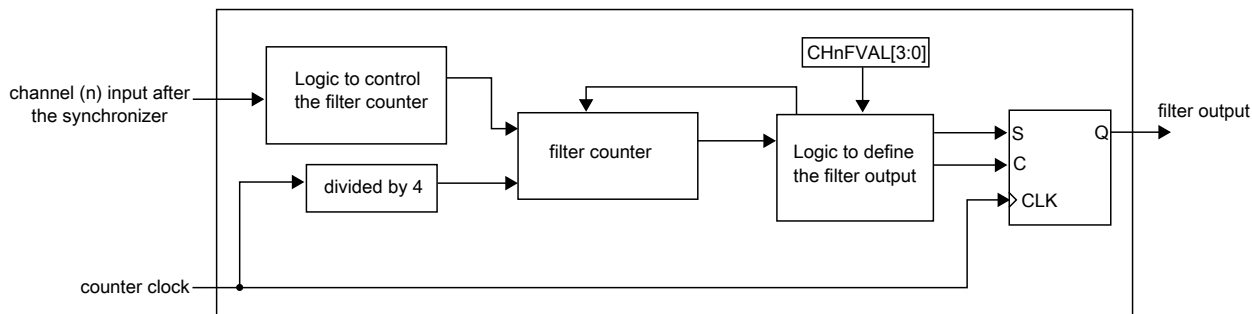 CHnFVAL[3:0]
channel (n) input after
the synchronizer
Logic to control
the filter counter
filter counter
Logic to define
the filter output
S
C
CLK
Q
filter output
divided by 4
counter clock